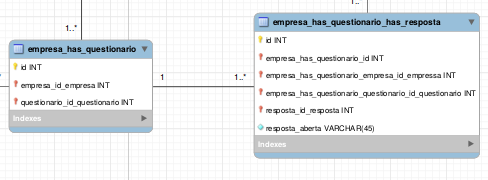 1..*
1..*
empresa_has_questionario
id INT
empresa_id_empresa INT
questionario_id_questionario INT
Indexes
*
1
1..*
empresa_has_questionario_has_resposta
id INT
empresa_has_questionario_id INT
empresa_has_questionario_empresa_id_empressa INT
empresa_has_questionario_questionario_id_questionario INT
resposta_id_resposta INT
resposta_aberta VARCHAR(45)
Indexes